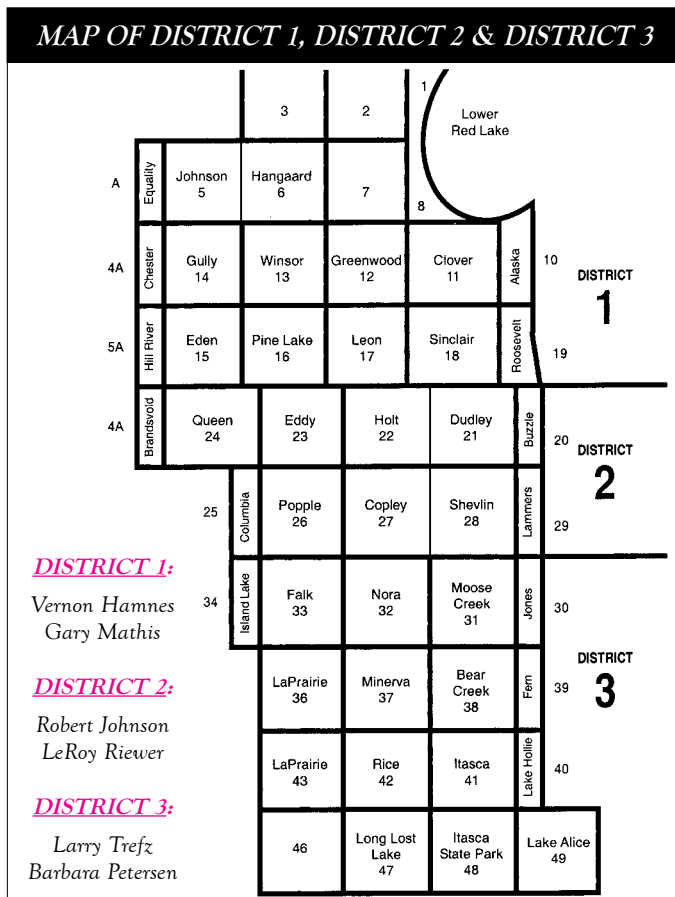 MAP OF DISTRICT 1, DISTRICT 2 & DISTRICT 3
3
2
1
Lower
Red Lake
A
Equality
Johnson
5
Hangaard
6
7
8
4A
Chester
Gully
14
Winsor
13
Greenwood
12
Clover
11
Alaska
10
DISTRICT
1
5A
Hill River
Eden
15
Pine Lake
16
Leon
17
Sinclair
18
Roosevelt
19
4A
Brandsvold
Queen
24
Eddy
23
Holt
22
Dudley
21
Buzzle
20
DISTRICT
2
25
Columbia
Popple
26
Copley
27
Shevlin
28
Lammers
29
34
Island Lake
Falk
33
Nora
32
Moose
Creek
31
Jones
30
DISTRICT
3
LaPrairie
36
Minerva
37
Bear
Creek
38
Fern
39
LaPrairie
43
Rice
42
Itasca
41
Lake Hollie
40
46
Long Lost
Lake
47
Itasca
State Park
48
Lake Alice
49
DISTRICT 1:
Vernon Hamnes
Gary Mathis
DISTRICT 2:
Robert Johnson
LeRoy Riewer
DISTRICT 3:
Larry Trefz
Barbara Petersen